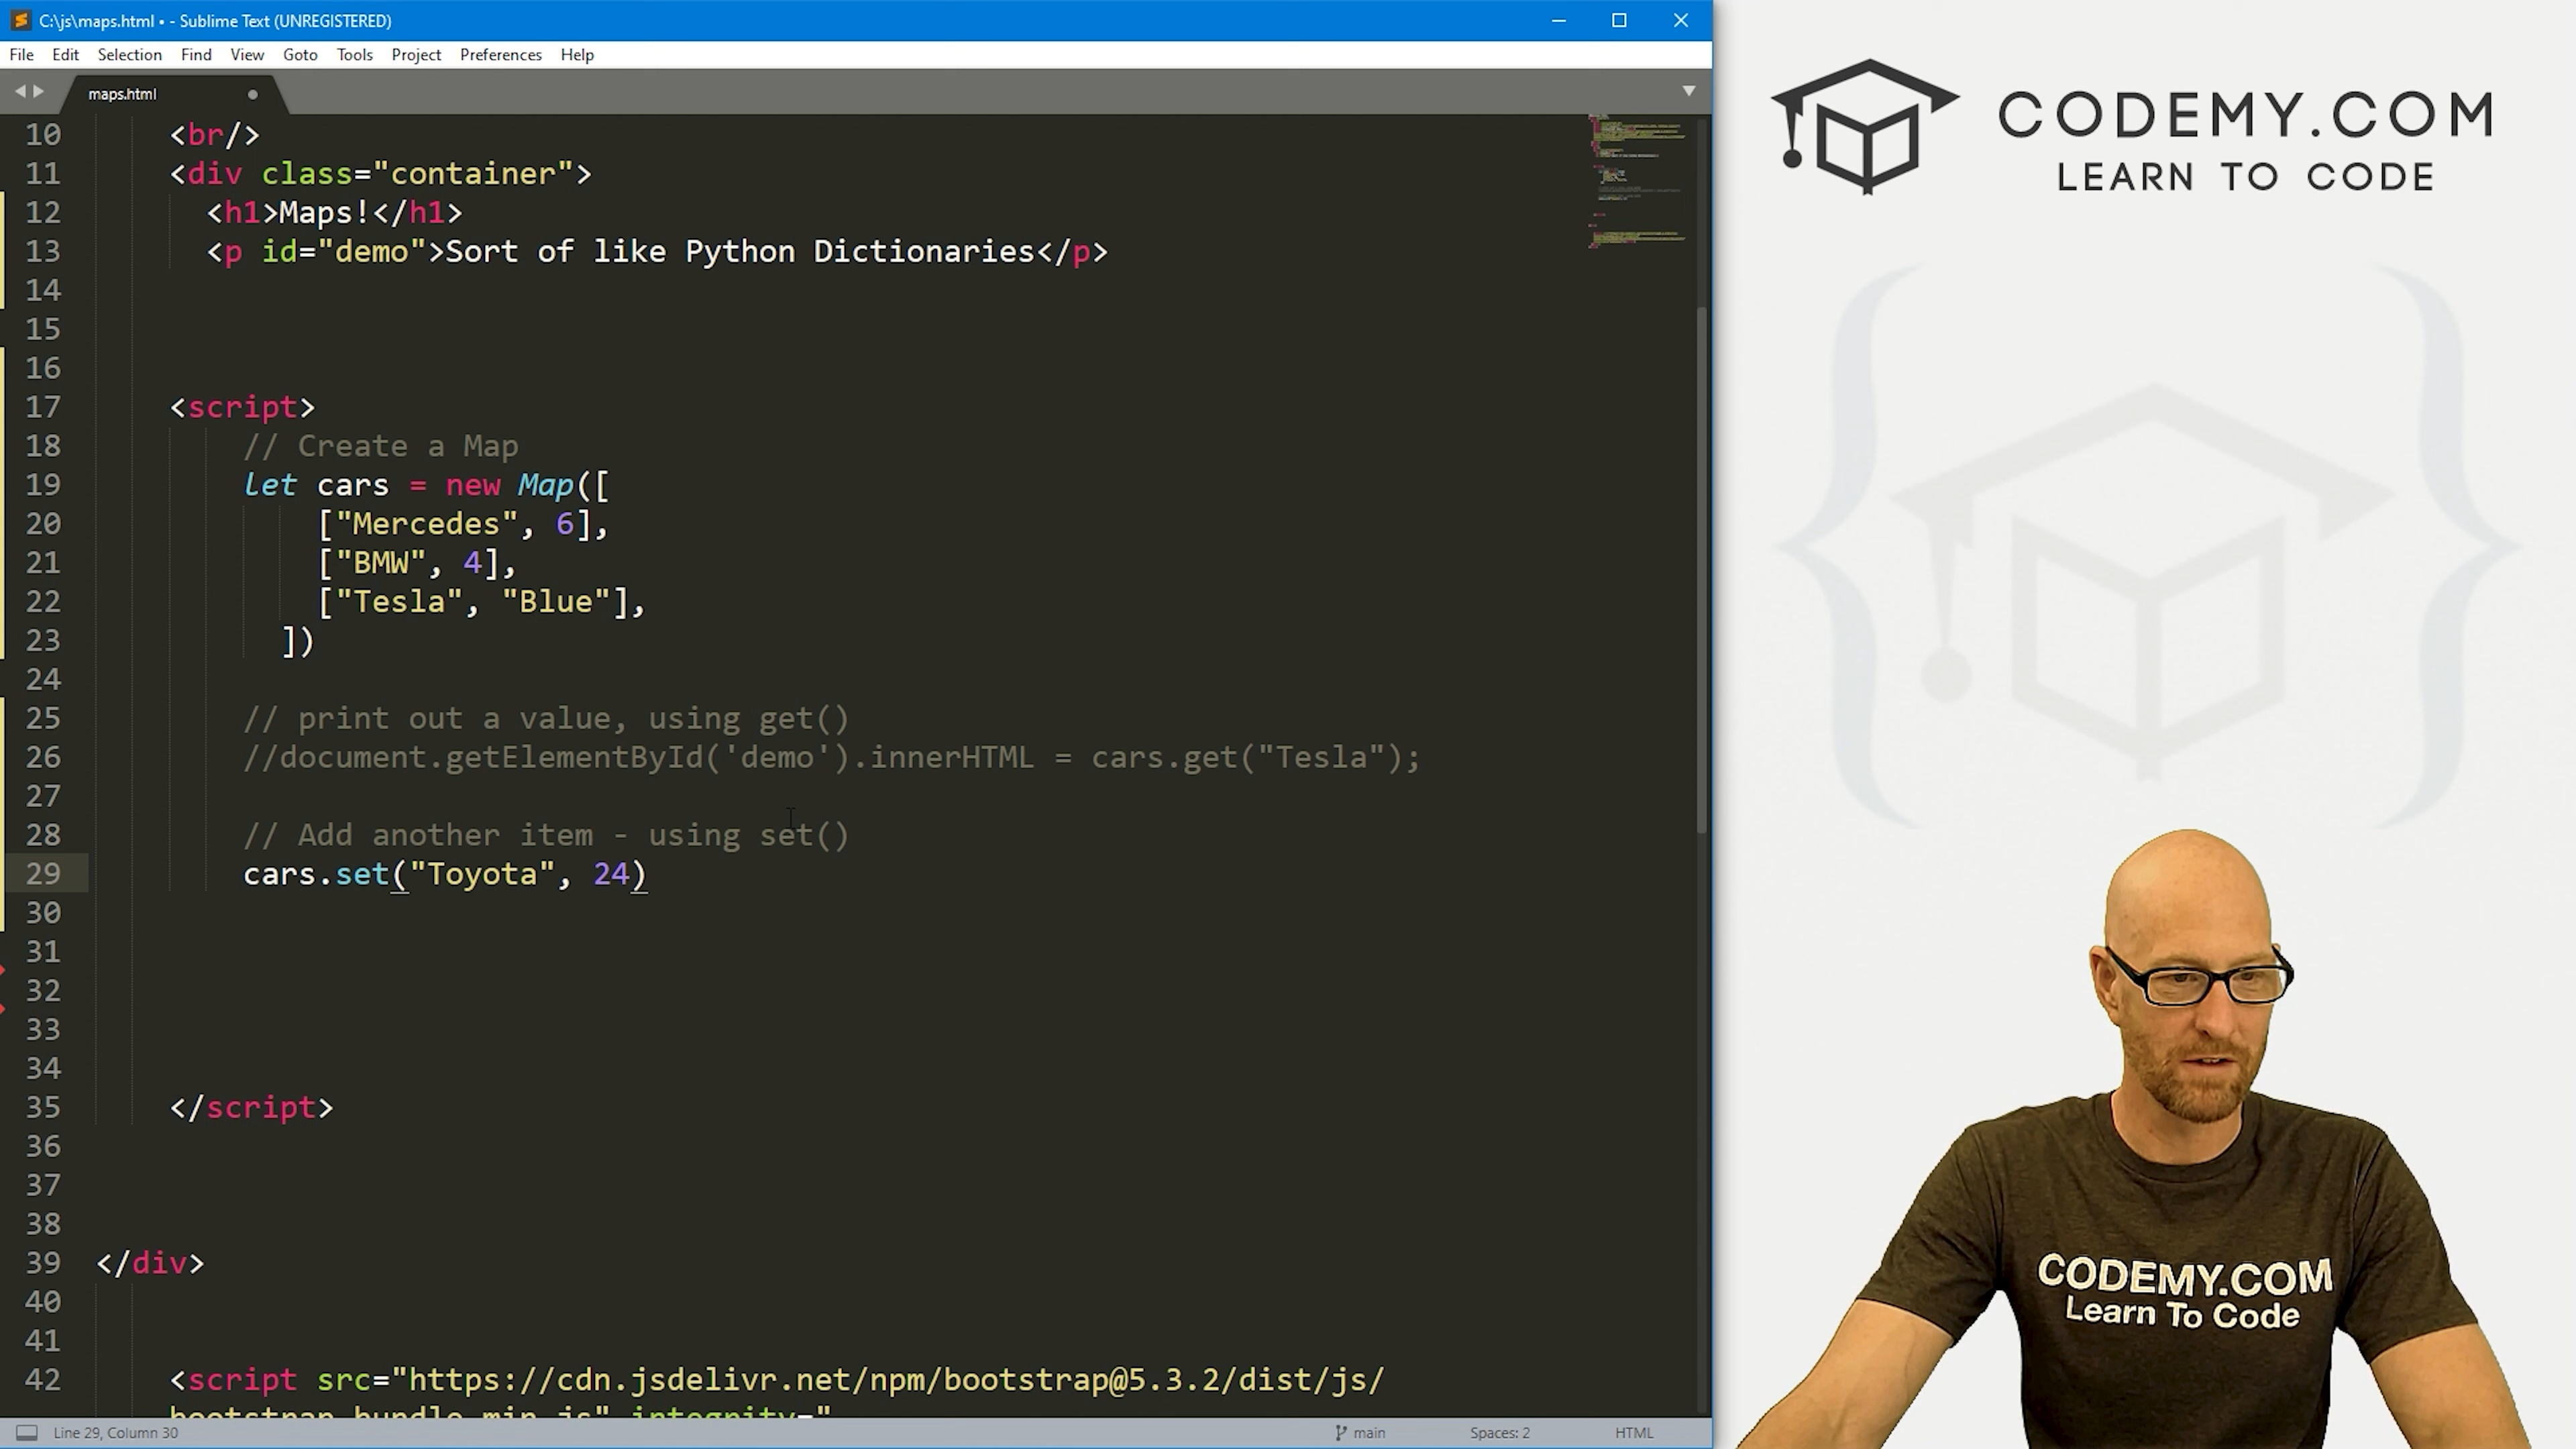 C:\js\maps.html • - Sublime Text (UNREGISTERED)
File Edit Selection Find View Goto Tools Project Preferences Help
maps.html
10 <br/>
11 <div class="container">
12 <h1>Maps!</h1>
13 <p id="demo">Sort of like Python Dictionaries</p>
14
15
16
17 <script>
18 // Create a Map
19 let cars = new Map([
20 ["Mercedes", 6],
21 ["BMW", 4],
22 ["Tesla", "Blue"],
23 ])
24
25 // print out a value, using get()
26 //document.getElementById('demo').innerHTML = cars.get("Tesla");
27
28 // Add another item - using set()
29 cars.set("Toyota", 24)
30
31
32
33
34
35 </script>
36
37
38
39 </div>
40
41
42 <script src="https://cdn.jsdelivr.net/npm/bootstrap@5.3.2/dist/js/
bootstrap.bundle.min.js" integrity="
Line 29, Column 30 main Spaces: 2 HTML
CODEMY.COM
LEARN TO CODE
CODEMY.COM
Learn To Code